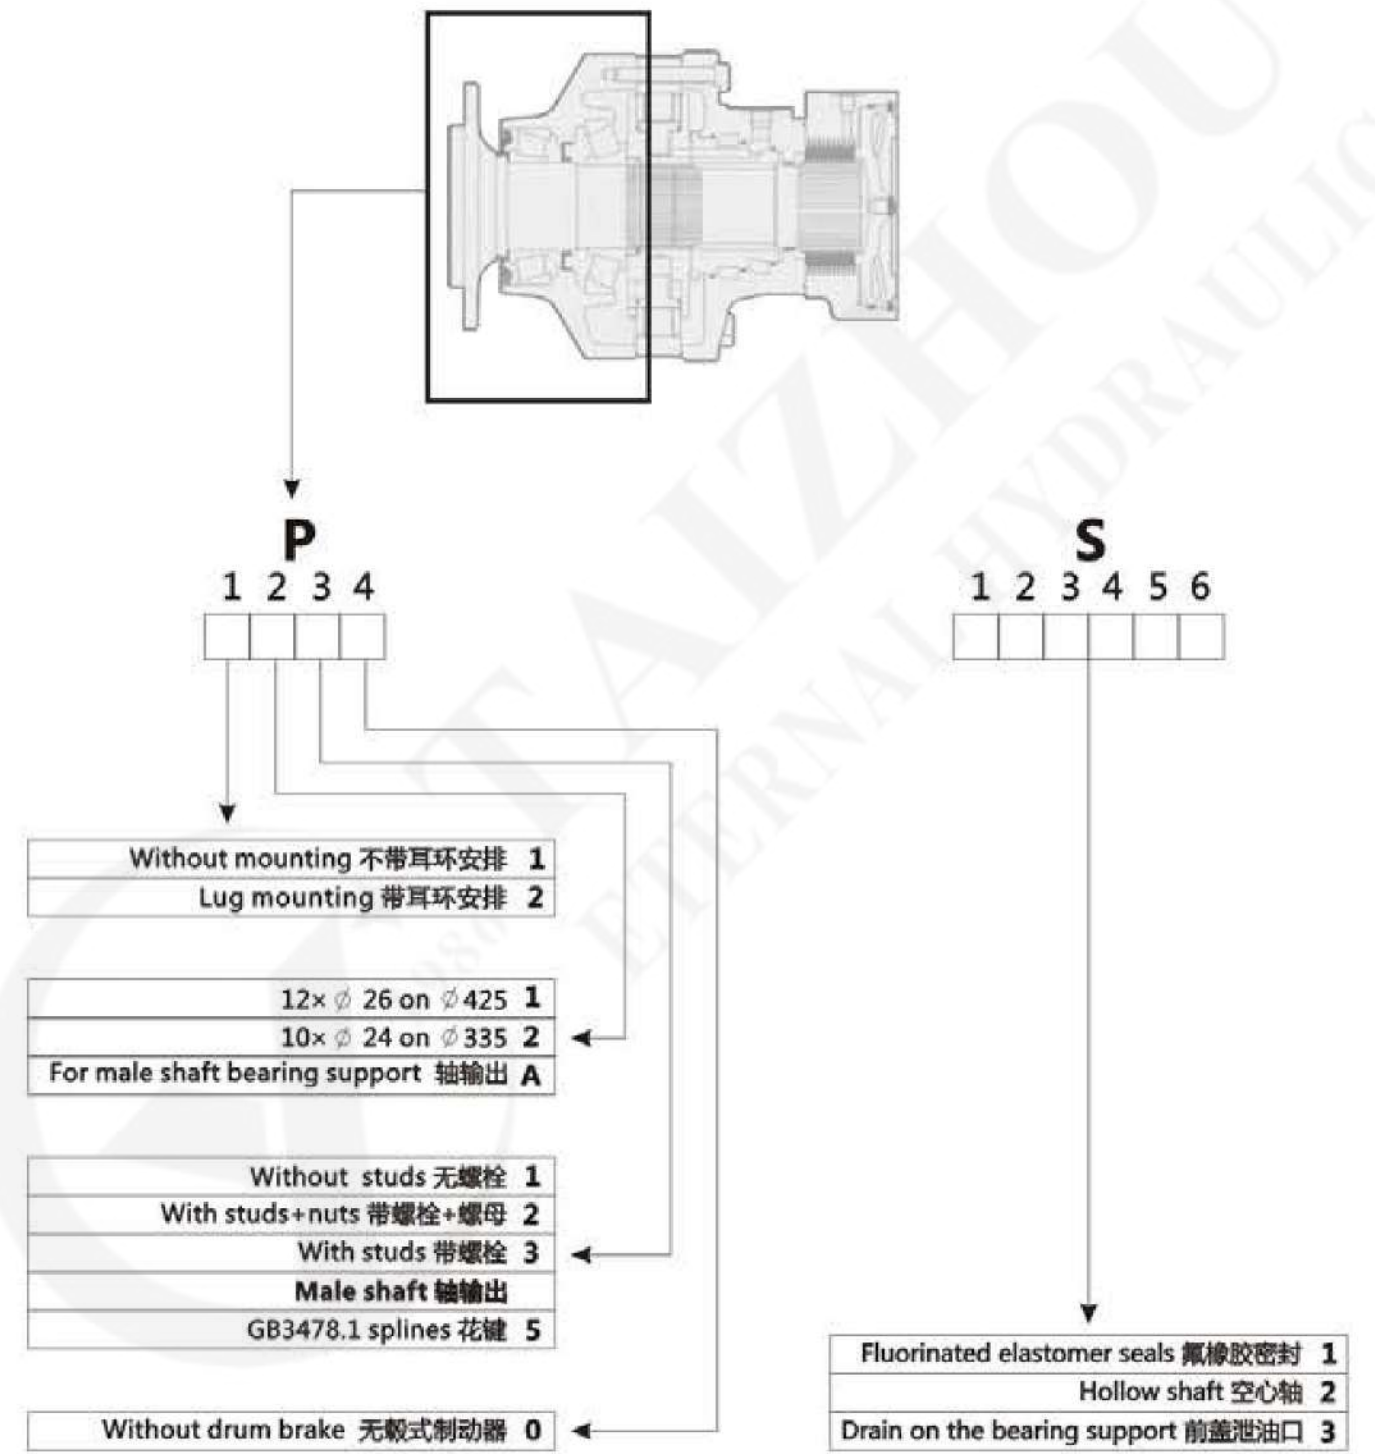 P
1 2 3 4
S
1 2 3 4 5 6
Without mounting 不带耳环安排 1
Lug mounting 带耳环安排 2
12× ∅ 26 on ∅425 1
10× ∅ 24 on ∅335 2
For male shaft bearing support 轴输出 A
Without studs 无螺栓 1
With studs+nuts 带螺栓+螺母 2
With studs 带螺栓 3
Male shaft 轴输出
GB3478.1 splines 花键 5
Without drum brake 无毂式制动器 0
Fluorinated elastomer seals 氟橡胶密封 1
Hollow shaft 空心轴 2
Drain on the bearing support 前盖泄油口 3
TAIZHOU
ETERNAL HYDRAULIC